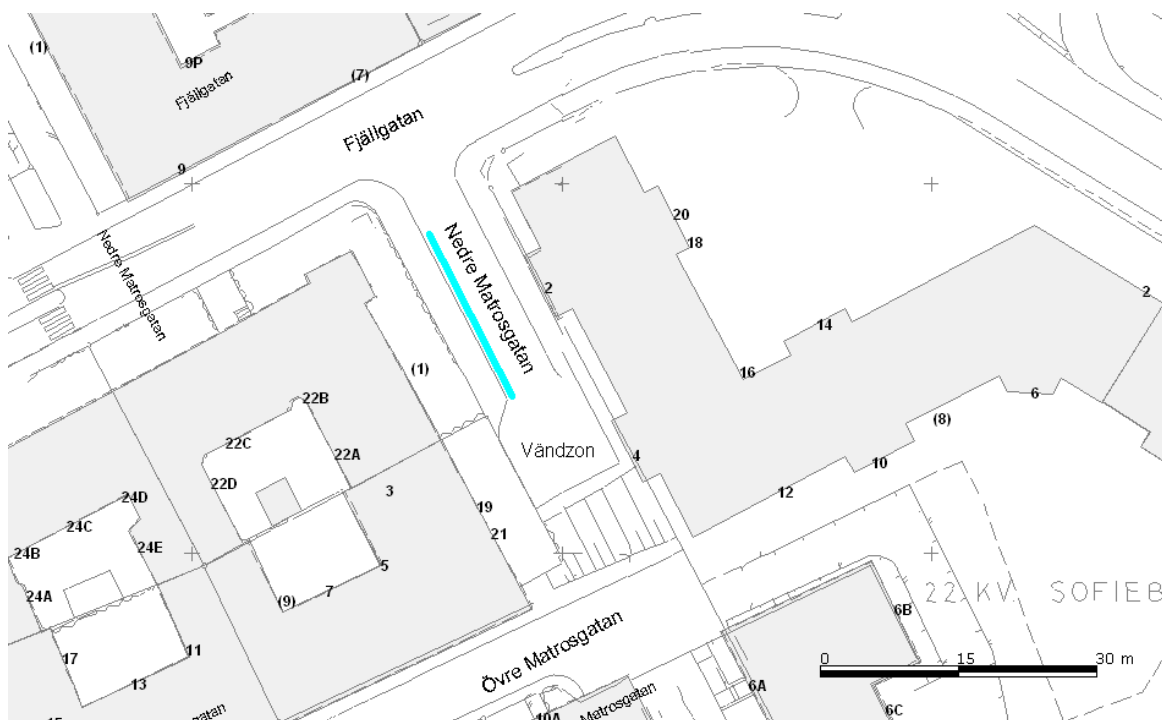 (1)
9P
Fjällgatan
(7)
Fjällgatan
9
20
18
Nedre Matrosgatan
Nedre Matrosgatan
2
2
14
16
(1)
6
(8)
22B
22C
22A
22D
Vändzon
4
10
12
3
24D
24C
24E
24B
24A
19
21
5
7
(9)
22 KV. SOFIEB
6B
17
11
13
Övre Matrosgatan
0 15 30 m
6A
6C
Matrosgatan
10A
15
osgatan